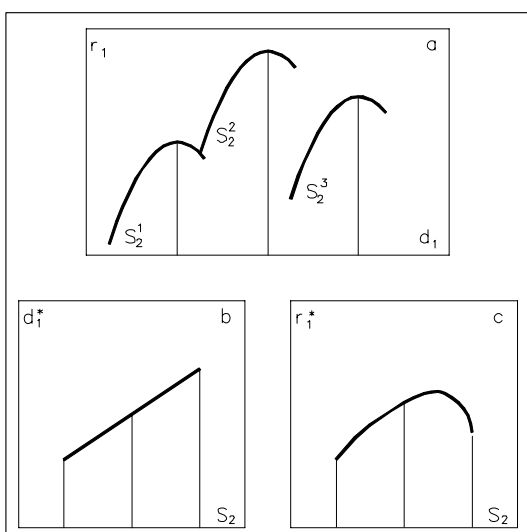 r₁ a
S₂²
S₂³
S₂¹ d₁
d₁* b
S₂
r₁* c
S₂